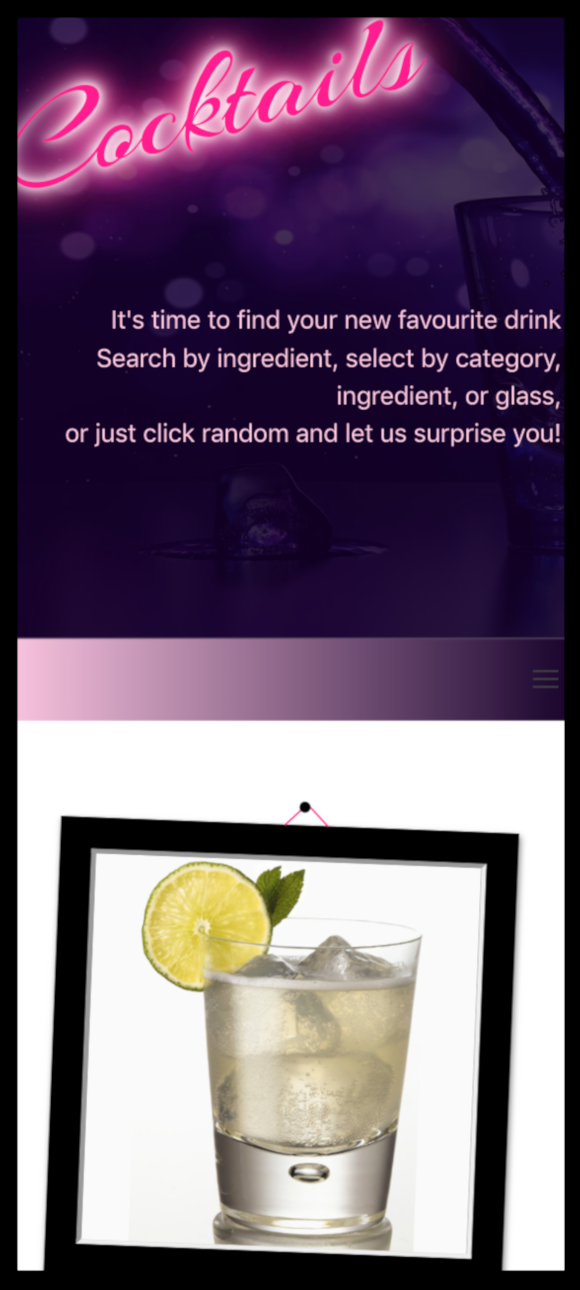 Cocktails
It's time to find your new favourite drink
Search by ingredient, select by category,
ingredient, or glass,
or just click random and let us surprise you!